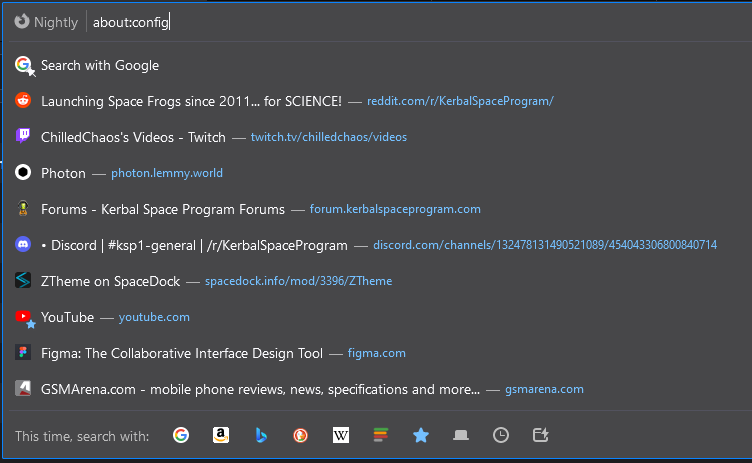 Nightly about:config
Search with Google
Launching Space Frogs since 2011... for SCIENCE! — reddit.com/r/KerbalSpaceProgram/
ChilledChaos's Videos - Twitch — twitch.tv/chilledchaos/videos
Photon — photon.lemmy.world
Forums - Kerbal Space Program Forums — forum.kerbalspaceprogram.com
• Discord | #ksp1-general | /r/KerbalSpaceProgram — discord.com/channels/132478131490521089/454043306800840714
ZTheme on SpaceDock — spacedock.info/mod/3396/ZTheme
YouTube — youtube.com
Figma: The Collaborative Interface Design Tool — figma.com
GSMArena.com - mobile phone reviews, news, specifications and more... — gsmarena.com
This time, search with: